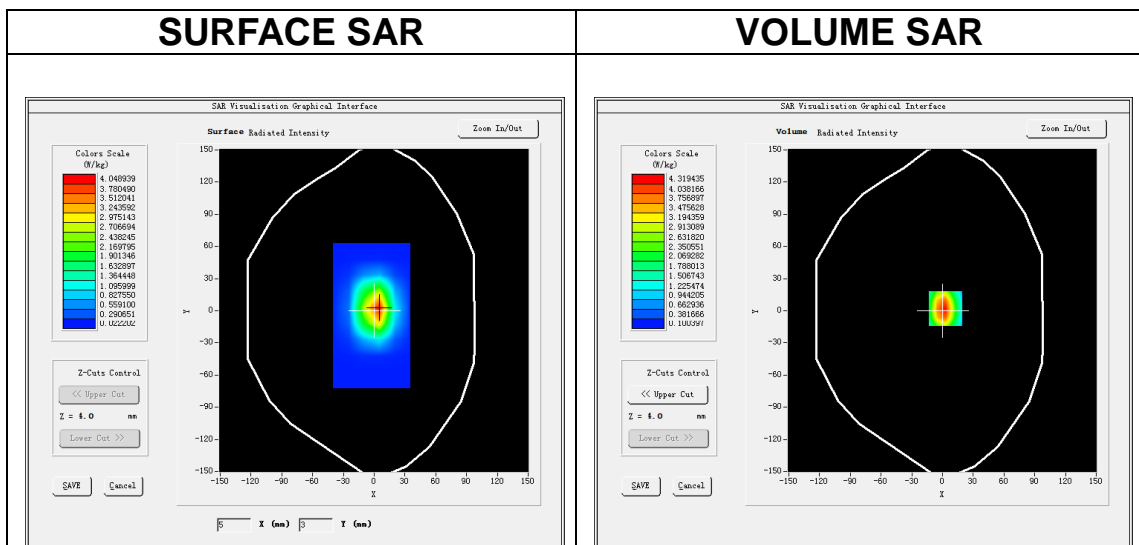 SURFACE SAR
VOLUME SAR
SAR Visualisation Graphical Interface
Surface Radiated Intensity
Zoom In/Out
Colors Scale
(W/kg)
4.048939
3.780490
3.512041
3.243592
2.975143
2.706694
2.438245
2.169795
1.901346
1.632897
1.364448
1.095999
0.827550
0.559100
0.290651
0.022202
150
120
90
60
30
0
-30
-60
-90
-120
-150
Y
-150 -120 -90 -60 -30 0 30 60 90 120 150
X
Z-Cuts Control
<< Upper Cut
Z = 4.0 mm
Lower Cut >>
SAVE Cancel
5 X (mm) 3 Y (mm)
SAR Visualisation Graphical Interface
Volume Radiated Intensity
Zoom In/Out
Colors Scale
(W/kg)
4.319435
4.038166
3.756897
3.475628
3.194359
2.913089
2.631820
2.350551
2.069282
1.788013
1.506743
1.225474
0.944205
0.662936
0.381666
0.100397
150
120
90
60
30
0
-30
-60
-90
-120
-150
Y
-150 -120 -90 -60 -30 0 30 60 90 120 150
X
Z-Cuts Control
<< Upper Cut
Z = 4.0 mm
Lower Cut >>
SAVE Cancel